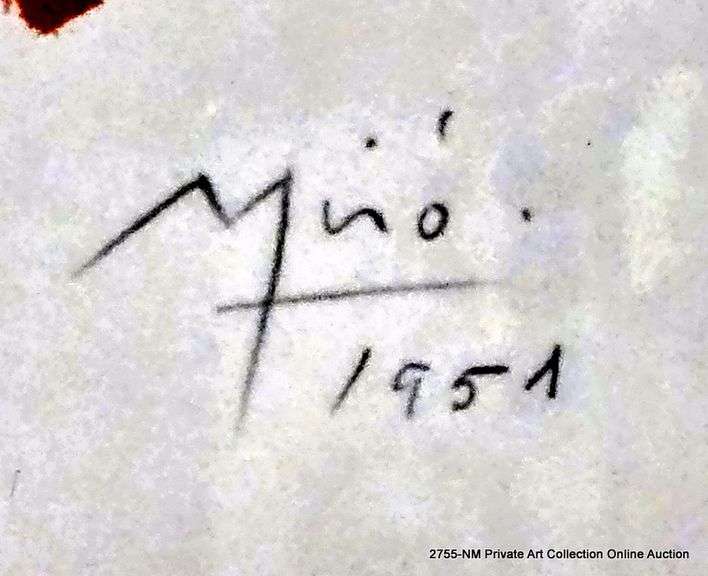 Miró.
1951
2755-NM Private Art Collection Online Auction